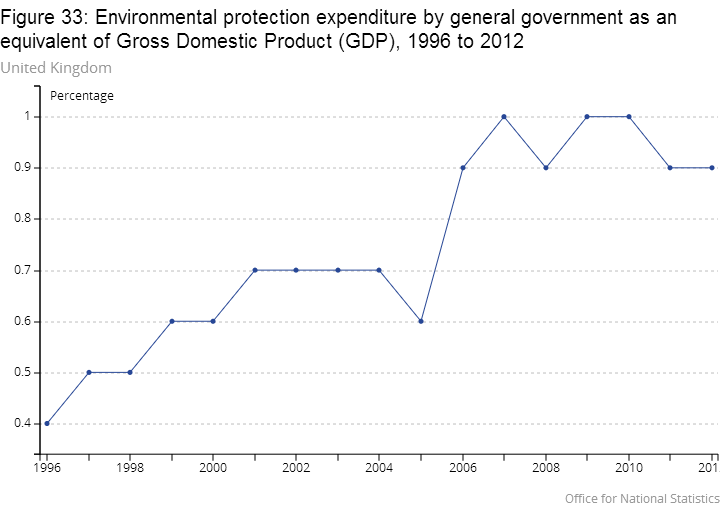 Figure 33: Environmental protection expenditure by general government as an
equivalent of Gross Domestic Product (GDP), 1996 to 2012
United Kingdom
Percentage
1
0.9
0.8
0.7
0.6
0.5
0.4
1996 1998 2000 2002 2004 2006 2008 2010 201
Office for National Statistics